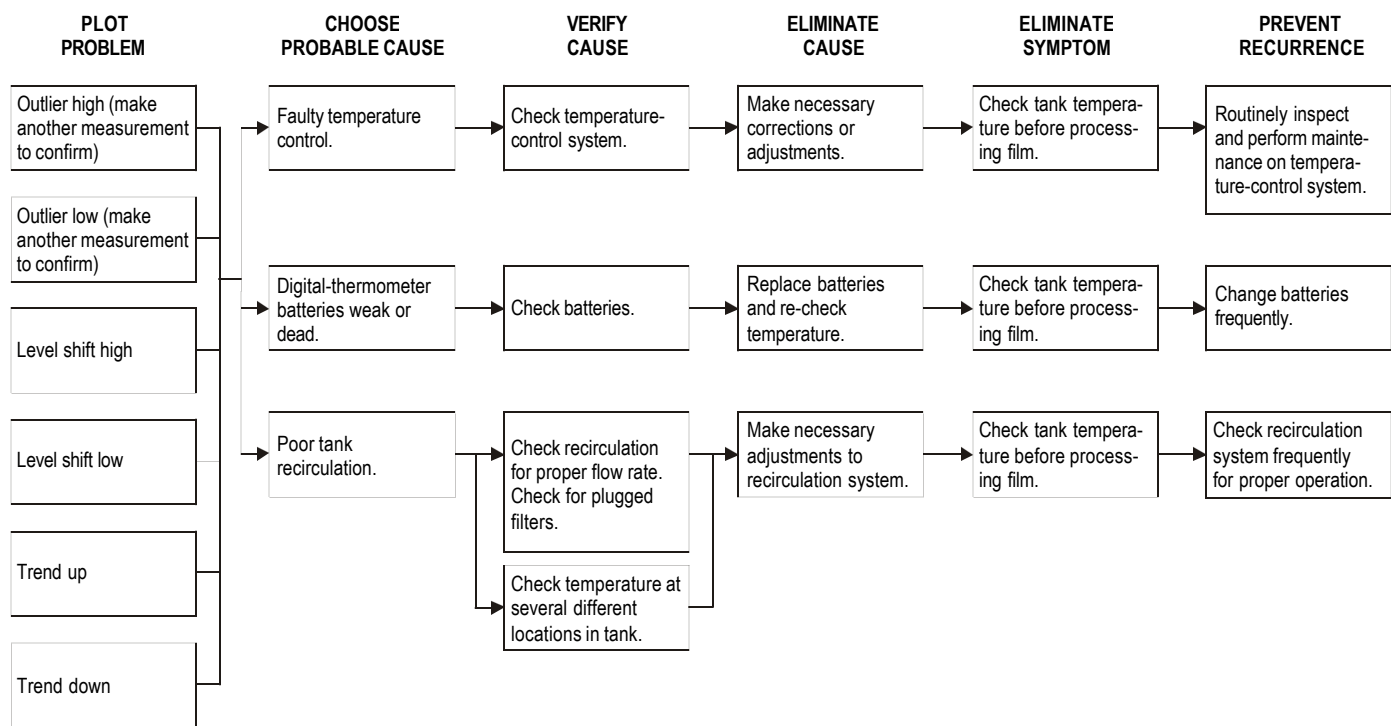 PLOT
PROBLEM
CHOOSE
PROBABLE CAUSE
VERIFY
CAUSE
ELIMINATE
CAUSE
ELIMINATE
SYMPTOM
PREVENT
RECURRENCE
Outlier high (make
another measurement
to confirm)
Outlier low (make
another measurement
to confirm)
Level shift high
Level shift low
Trend up
Trend down
Faulty temperature
control.
Check temperature-
control system.
Make necessary
corrections or
adjustments.
Check tank tempera-
ture before process-
ing film.
Routinely inspect
and perform mainte-
nance on tempera-
ture-control system.
Digital-thermometer
batteries weak or
dead.
Check batteries.
Replace batteries
and re-check
temperature.
Check tank tempera-
ture before process-
ing film.
Change batteries
frequently.
Poor tank
recirculation.
Check recirculation
for proper flow rate.
Check for plugged
filters.
Check temperature at
several different
locations in tank.
Make necessary
adjustments to
recirculation system.
Check tank tempera-
ture before process-
ing film.
Check recirculation
system frequently
for proper operation.